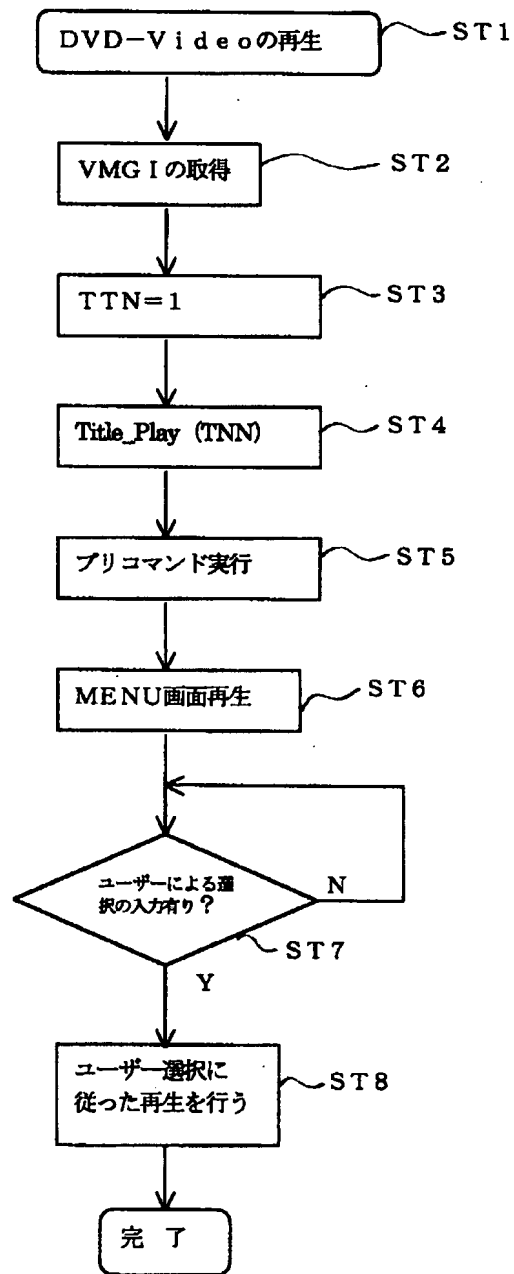 DVD-Videoの再生
ST1
VMGIの取得
ST2
TTN=1
ST3
Title_Play (TNN)
ST4
プリコマンド実行
ST5
MENU画面再生
ST6
ユーザーによる選
択の入力有り?
N
ST7
Y
ユーザー選択に
従った再生を行う
ST8
完 了